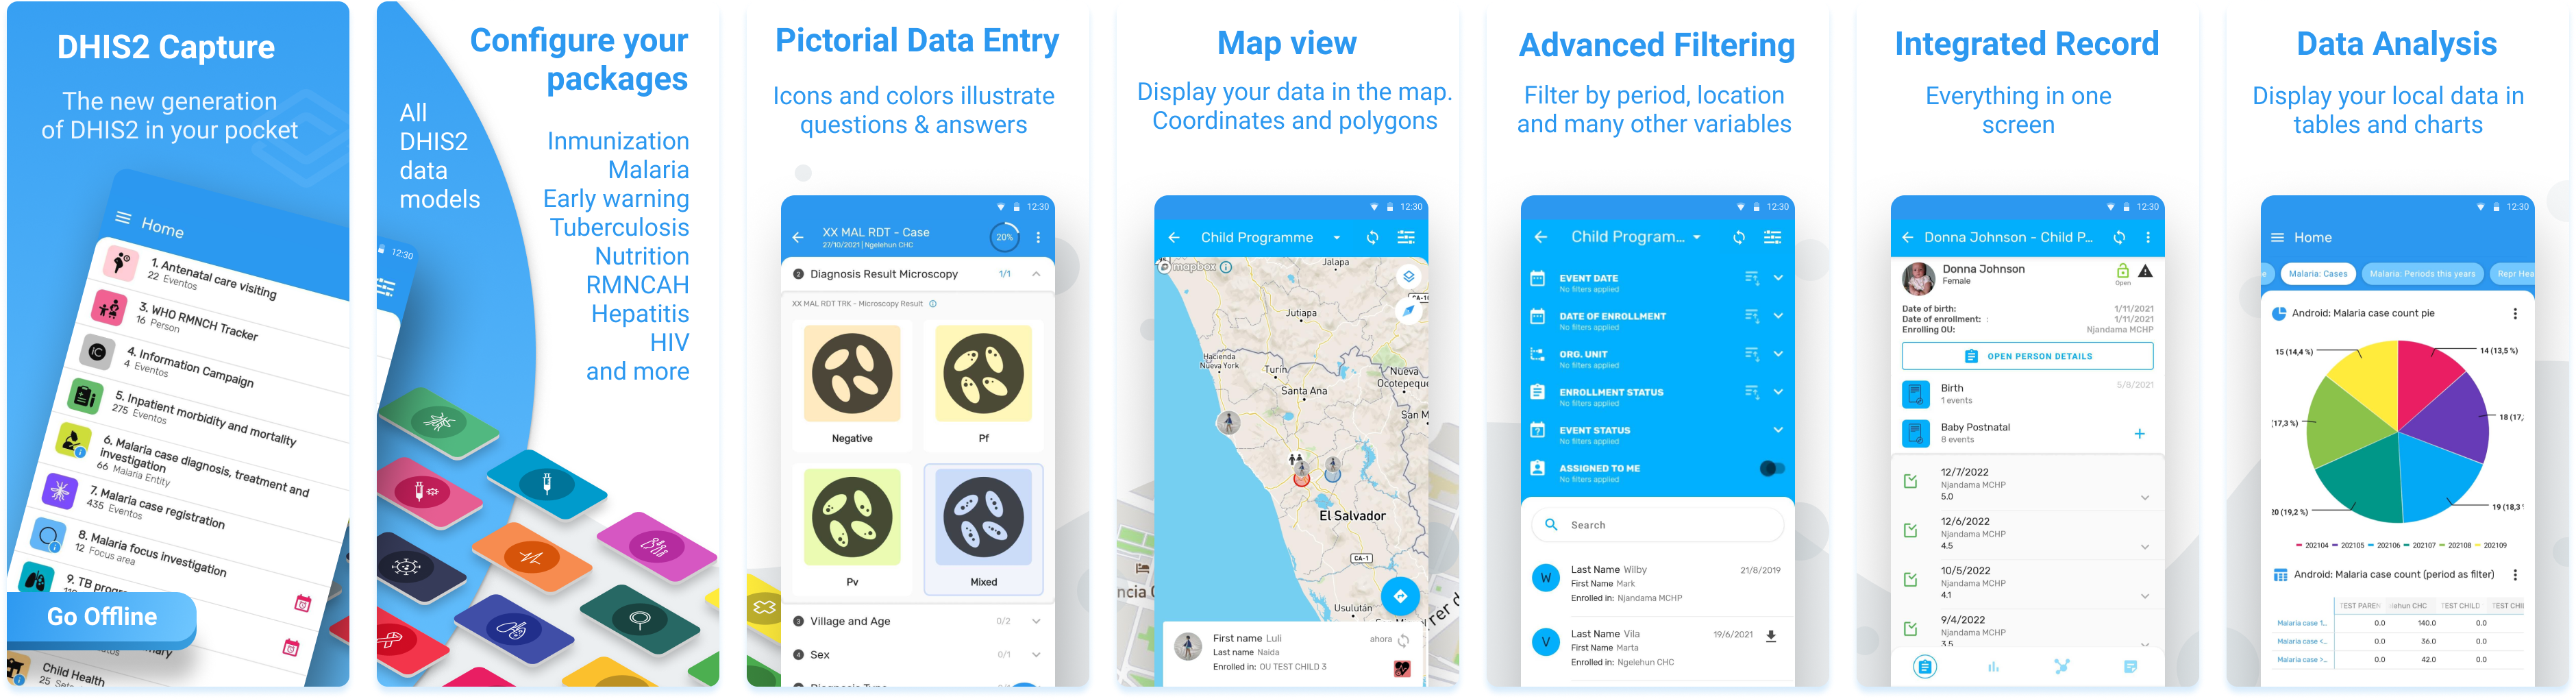 DHIS2 Capture
The new generation
of DHIS2 in your pocket
Home
1. Antenatal care visiting
22 Eventos
3. WHO RMNCH Tracker
16 Person
4. Information Campaign
4 Eventos
5. Inpatient morbidity and mortality
275 Eventos
6. Malaria case diagnosis, treatment and
investigation
66 Malaria Entity
7. Malaria case registration
435 Eventos
8. Malaria focus investigation
12 Focus area
9. TB progr
Go Offline
Child Health
Configure your
packages
All
DHIS2
data
models
Inmunization
Malaria
Early warning
Tuberculosis
Nutrition
RMNCAH
Hepatitis
HIV
and more
12:30
Pictorial Data Entry
Icons and colors illustrate
questions & answers
12:30
XX MAL RDT - Case
27/10/2021 | Ngelehun CHC
20%
2 Diagnosis Result Microscopy 1/1
XX MAL RDT TRK - Microscopy Result
Negative
Pf
Pv
Mixed
3 Village and Age 0/2
4 Sex 0/1
Map view
Display your data in the map.
Coordinates and polygons
12:30
Child Programme
mapbox
Jalapa
Jutiapa
Hacienda
Nueva York
Turín
Nueva
Ocotepeque
Santa Ana
San M
El Salvador
CA-1
Usulután
First name Luli ahora
Last name Naida
Enrolled in: OU TEST CHILD 3
Advanced Filtering
Filter by period, location
and many other variables
12:30
Child Program...
EVENT DATE
No filters applied
DATE OF ENROLLMENT
No filters applied
ORG. UNIT
No filters applied
ENROLLMENT STATUS
No filters applied
EVENT STATUS
No filters applied
ASSIGNED TO ME
No filters applied
Search
W
Last Name Wilby 21/8/2019
First Name Mark
Enrolled in: Njandama MCHP
V
Last Name Vila 19/6/2021
First Name Marta
Enrolled in: Ngelehun CHC
Integrated Record
Everything in one
screen
12:30
Donna Johnson - Child P...
Donna Johnson
Female
Open
Date of birth: 1/11/2021
Date of enrollment: : 1/11/2021
Enrolling OU: Njandama MCHP
OPEN PERSON DETAILS
Birth 5/8/2021
1 events
Baby Postnatal
8 events
12/7/2022
Njandama MCHP
5.0
12/6/2022
Njandama MCHP
4.5
10/5/2022
Njandama MCHP
4.1
9/4/2022
Njandama MCHP
3.5
Data Analysis
Display your local data in
tables and charts
12:30
Home
Malaria: Cases
Malaria: Periods this years
Repr Hea
Android: Malaria case count pie
15 (14,4 %)
14 (13,5 %)
18 (17,
(17,3 %)
20 (19,2 %)
19 (18,3
202104 202105 202106 202107 202108 202109
Android: Malaria case count (period as filter)
TEST PAREN lehun CHC TEST CHILD TEST CHI
Malaria case 1... 0.0 140.0 0.0
Malaria case <... 0.0 36.0 0.0
Malaria case >... 0.0 42.0 0.0